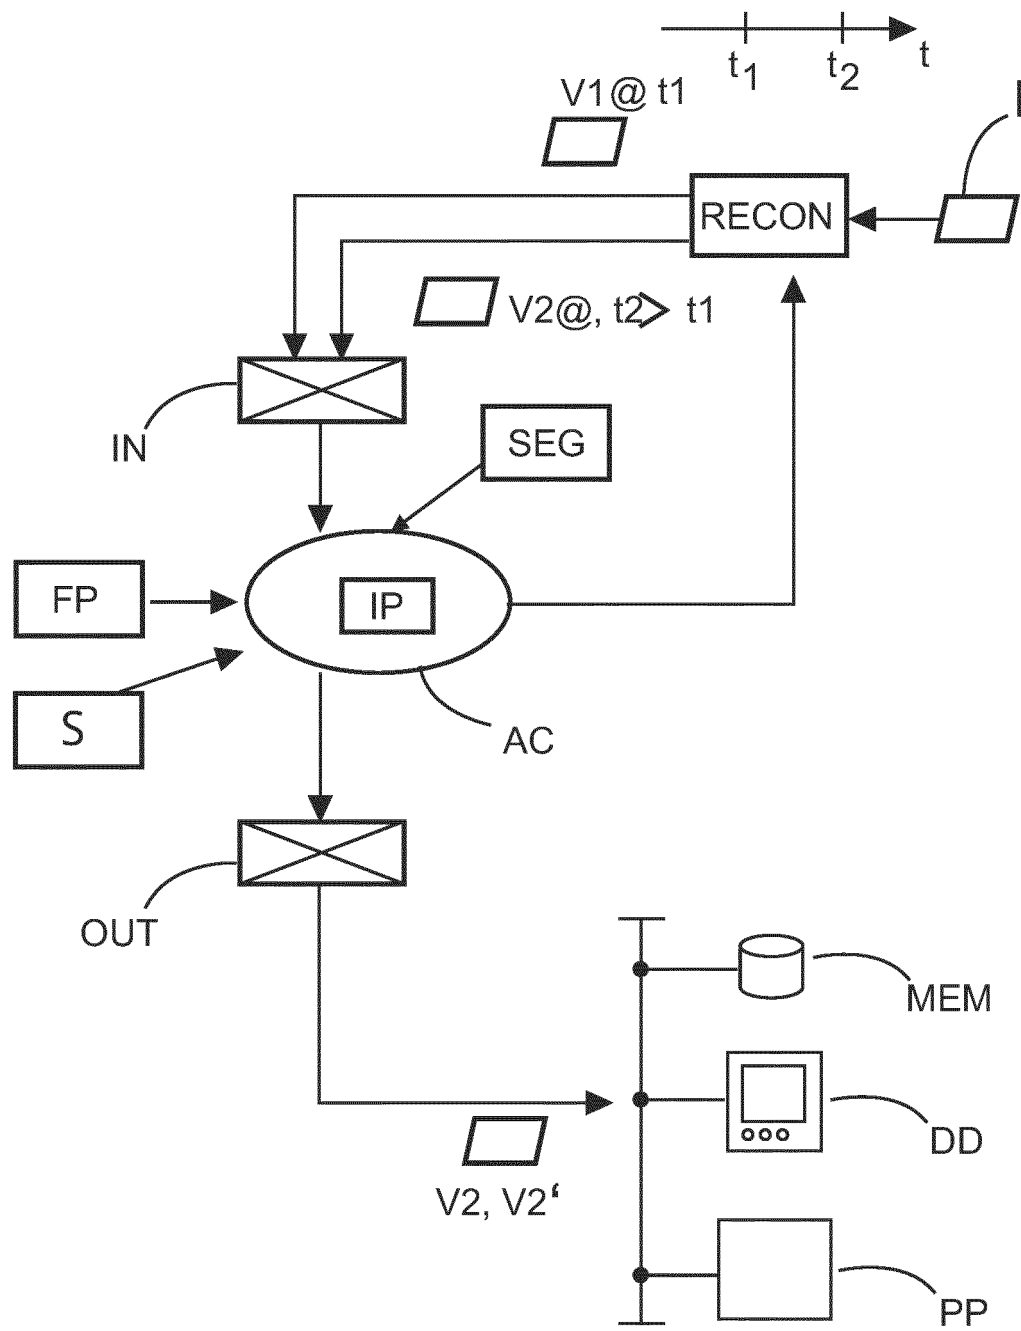 t1 t2 t
V1@ t1
RECON
V2@, t2> t1
IN
SEG
FP
IP
S
AC
OUT
MEM
DD
V2, V2‘
PP